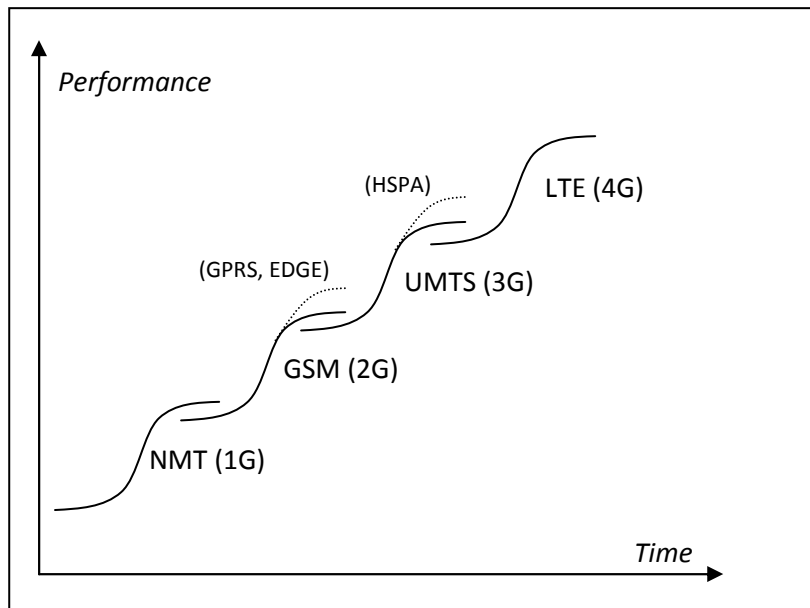 Performance
(HSPA)
LTE (4G)
(GPRS, EDGE)
UMTS (3G)
GSM (2G)
NMT (1G)
Time